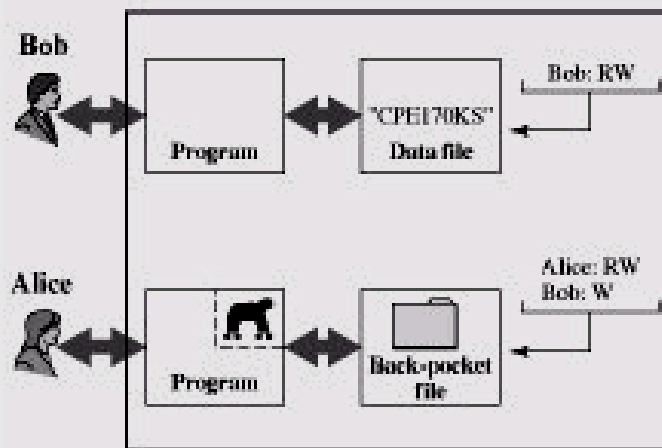 Bob
Bob: RW
"CPE170KS"
Program
Data file
Alice
Alice: RW
Bob: W
Program
Back-pocket
file